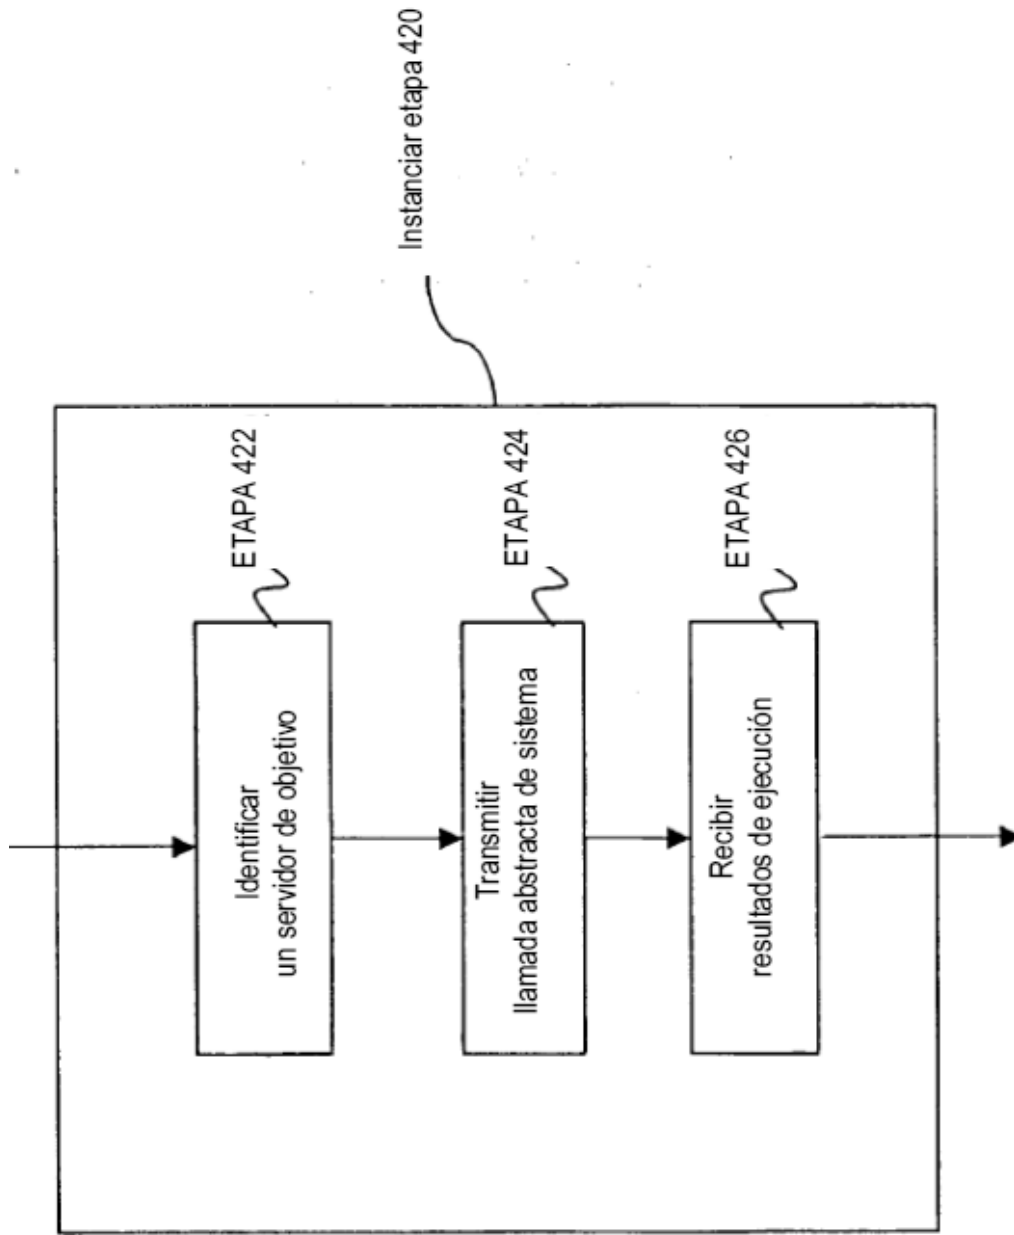 Instanciar etapa 420
ETAPA 422
Identificar
un servidor de objetivo
ETAPA 424
Transmitir
llamada abstracta de sistema
ETAPA 426
Recibir
resultados de ejecución